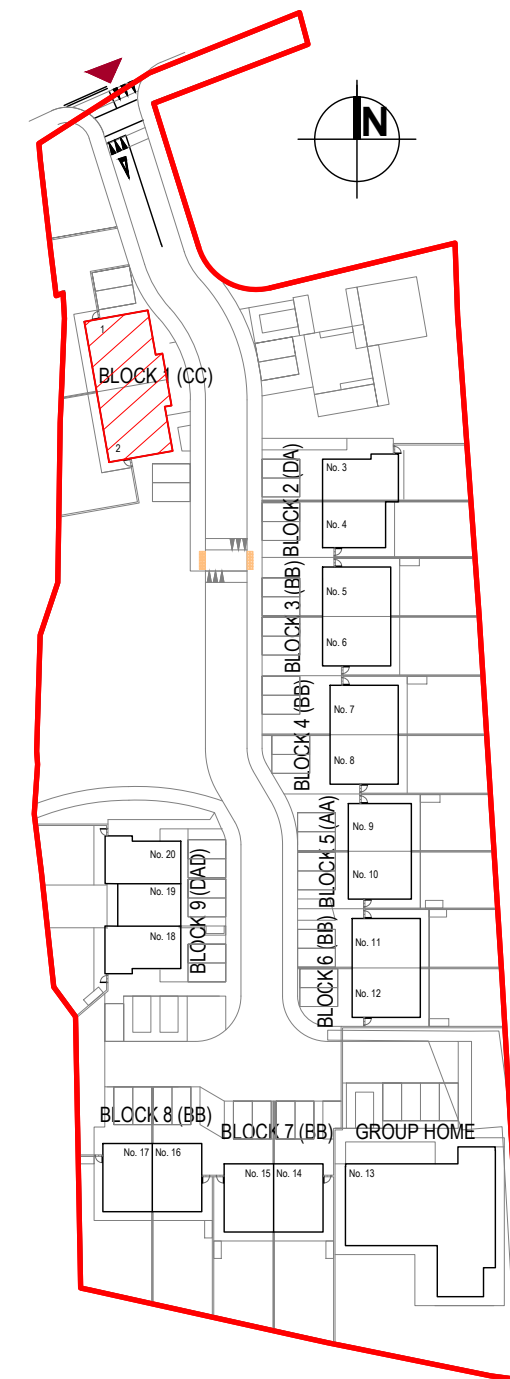 N
1
BLOCK 1 (CC)
2
BLOCK 2 (DA)
No. 3
No. 4
BLOCK 3 (BB)
No. 5
No. 6
BLOCK 4 (BB)
No. 7
No. 8
BLOCK 5 (AA)
No. 9
No. 10
BLOCK 6 (BB)
No. 11
No. 12
No. 20
No. 19
No. 18
BLOCK 9 (DAD)
BLOCK 8 (BB)
No. 17
No. 16
BLOCK 7 (BB)
No. 15
No. 14
GROUP HOME
No. 13